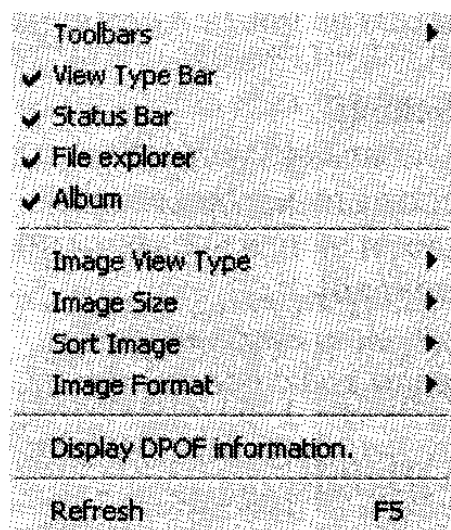 Toolbars
View Type Bar
Status Bar
File explorer
Album
Image View Type
Image Size
Sort Image
Image Format
Display DPOF information.
Refresh F5